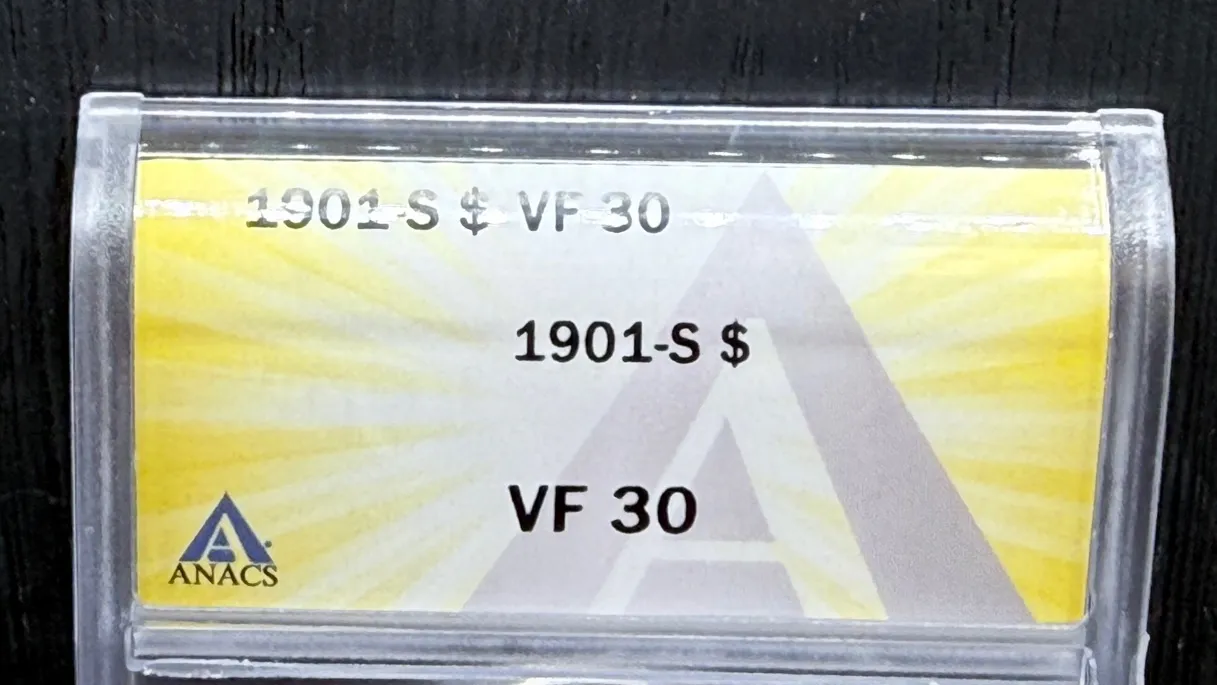 1901-S $ VF 30
1901-S $
VF 30
ANACS